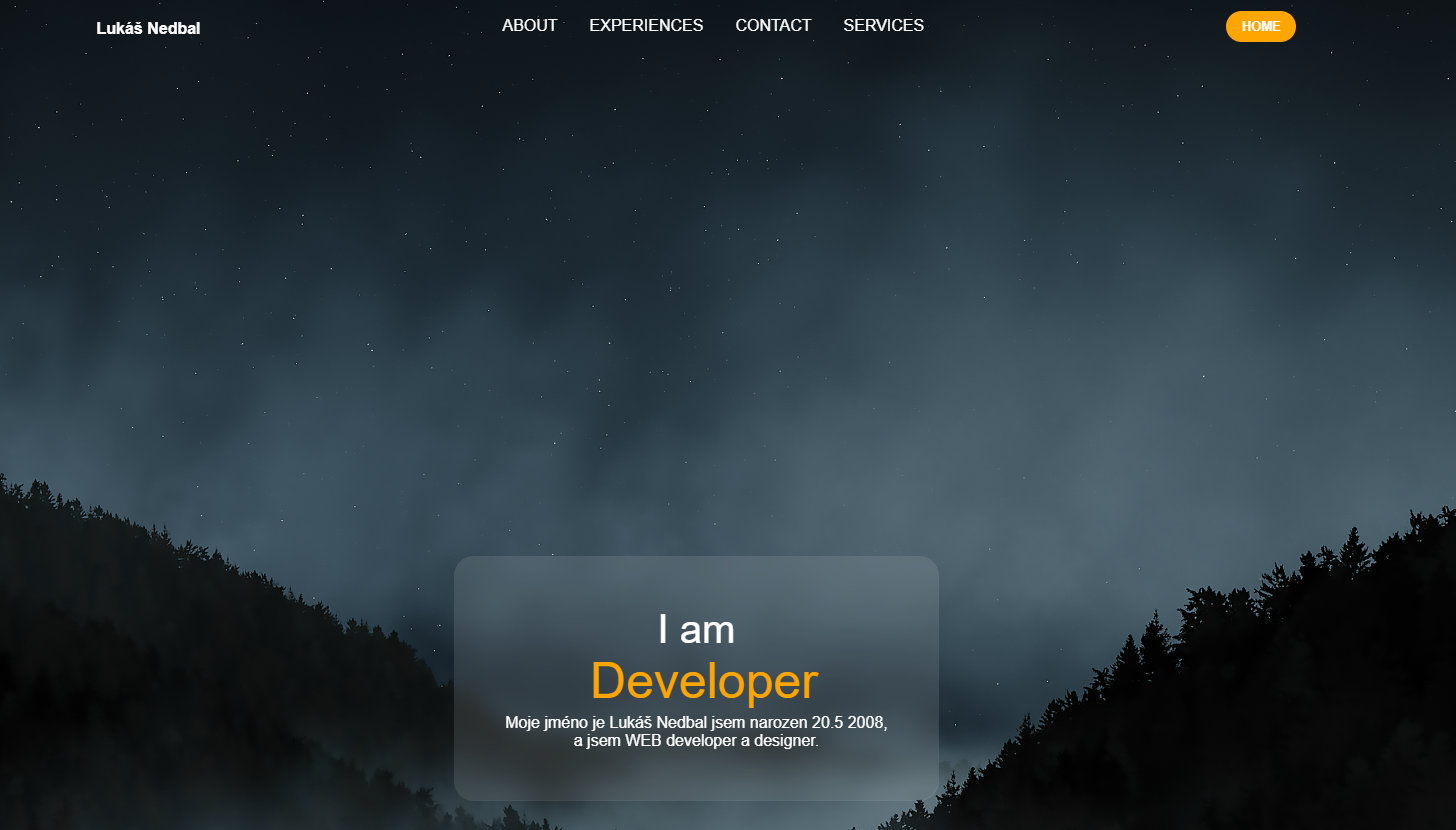 Lukáš Nedbal
ABOUT EXPERIENCES CONTACT SERVICES
HOME
I am
Developer
Moje jméno je Lukáš Nedbal jsem narozen 20.5 2008,
a jsem WEB developer a designer.